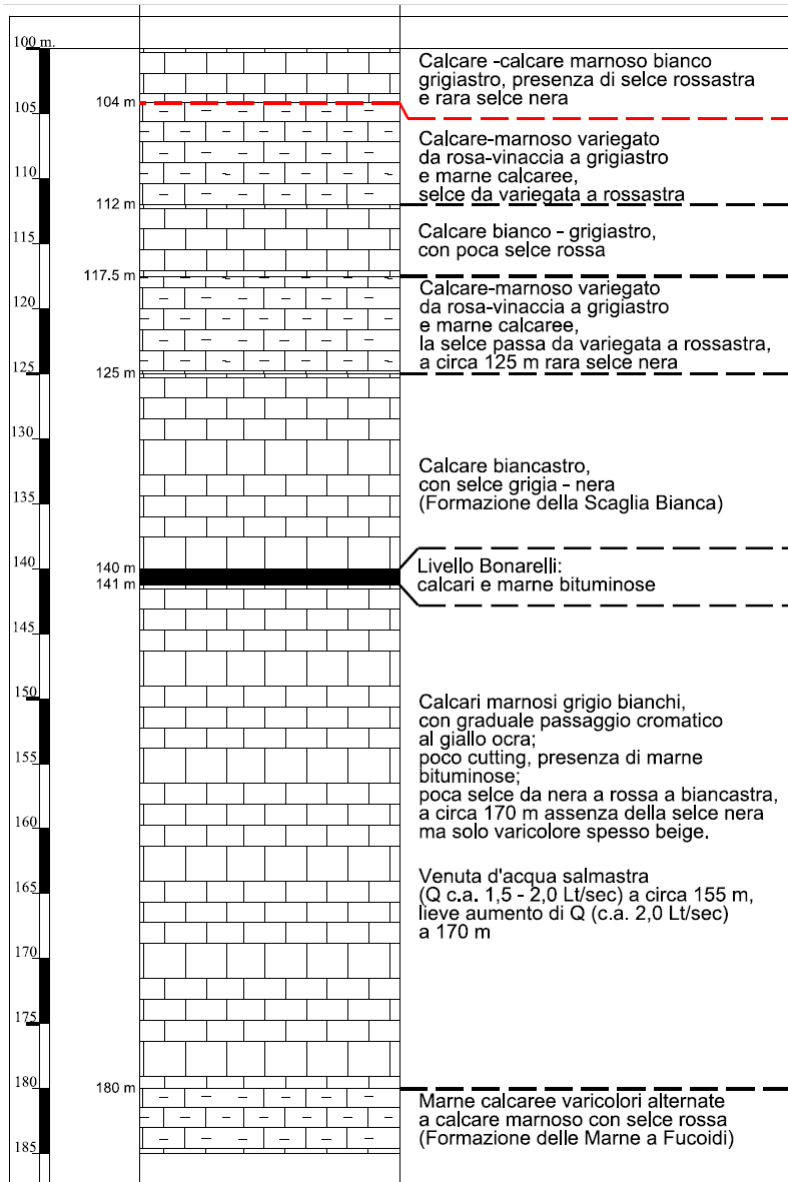 100 m.
105
110
115
120
125
130
135
140
145
150
155
160
165
170
175
180
185
104 m
112 m
117.5 m
125 m
140 m
141 m
180 m
Calcare -calcare marnoso bianco
grigiastro, presenza di selce rossastra
e rara selce nera
Calcare-marnoso variegato
da rosa-vinaccia a grigiastro
e marne calcaree,
selce da variegata a rossastra
Calcare bianco - grigiastro,
con poca selce rossa
Calcare-marnoso variegato
da rosa-vinaccia a grigiastro
e marne calcaree,
la selce passa da variegata a rossastra,
a circa 125 m rara selce nera
Calcare biancastro,
con selce grigia - nera
(Formazione della Scaglia Bianca)
Livello Bonarelli:
calcari e marne bituminose
Calcari marnosi grigio bianchi,
con graduale passaggio cromatico
al giallo ocra;
poco cutting, presenza di marne
bituminose;
poca selce da nera a rossa a biancastra,
a circa 170 m assenza della selce nera
ma solo varicolore spesso beige.
Venuta d'acqua salmastra
(Q c.a. 1,5 - 2,0 Lt/sec) a circa 155 m,
lieve aumento di Q (c.a. 2,0 Lt/sec)
a 170 m
Marne calcaree varicolori alternate
a calcare marnoso con selce rossa
(Formazione delle Marne a Fucoidi)